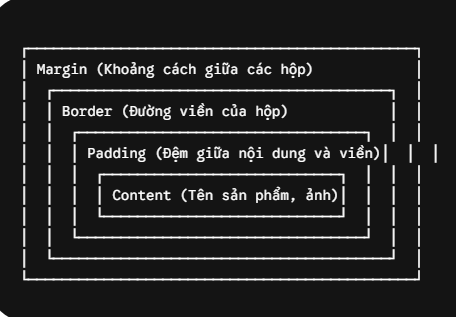 Margin (Khoảng cách giữa các hộp)
Border (Đường viền của hộp)
Padding (Đệm giữa nội dung và viền)
Content (Tên sản phẩm, ảnh)